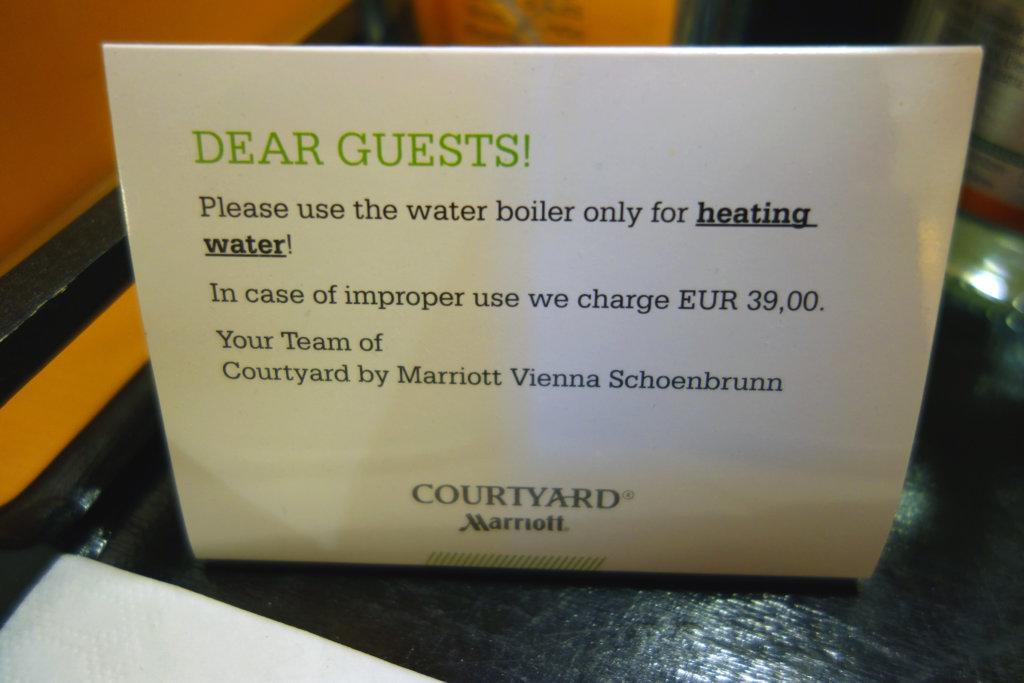 DEAR GUESTS!
Please use the water boiler only for heating
water!
In case of improper use we charge EUR 39,00.
Your Team of
Courtyard by Marriott Vienna Schoenbrunn
COURTYARD®
Marriott.